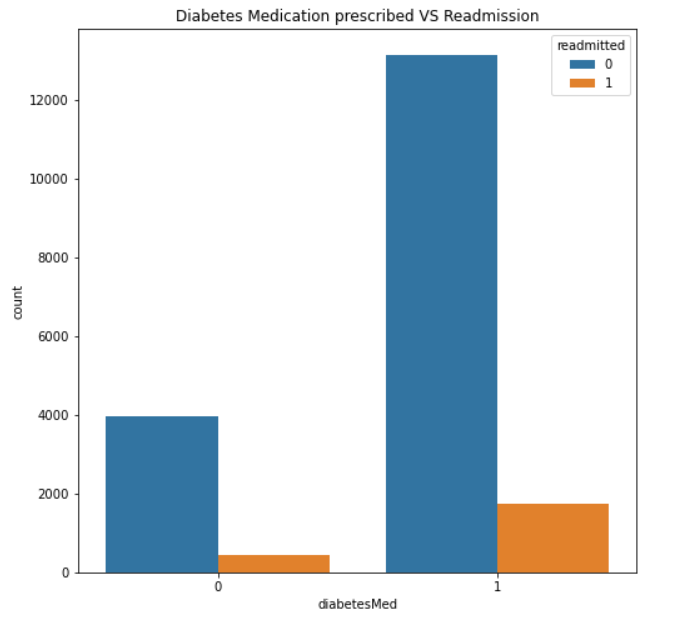 Diabetes Medication prescribed VS Readmission
readmitted
0
1
12000
10000
8000
6000
4000
2000
0
count
0 1
diabetesMed